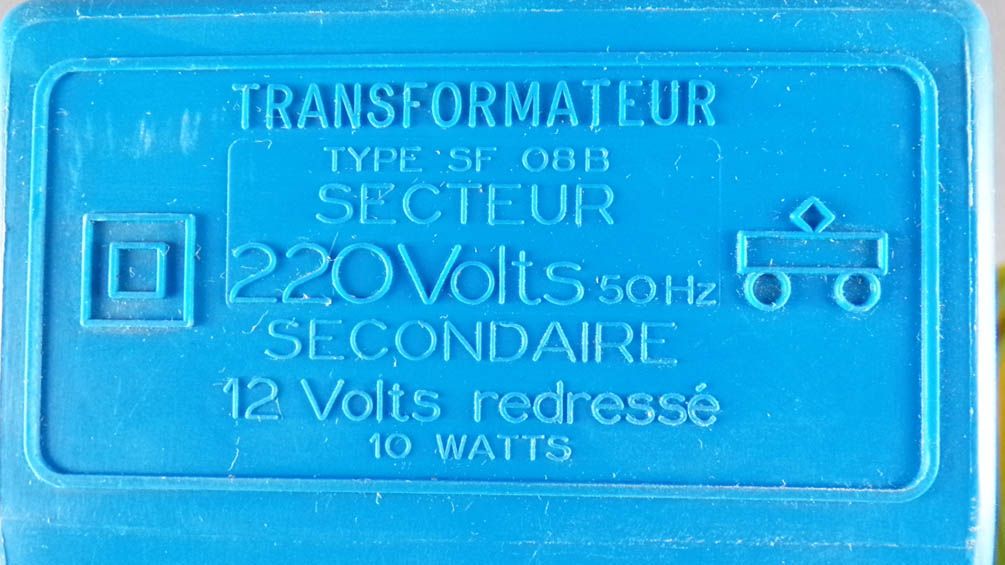 TRANSFORMATEUR
TYPE SF 08B
SECTEUR
220Volts 50Hz
SECONDAIRE
12 Volts redressé
10 WATTS